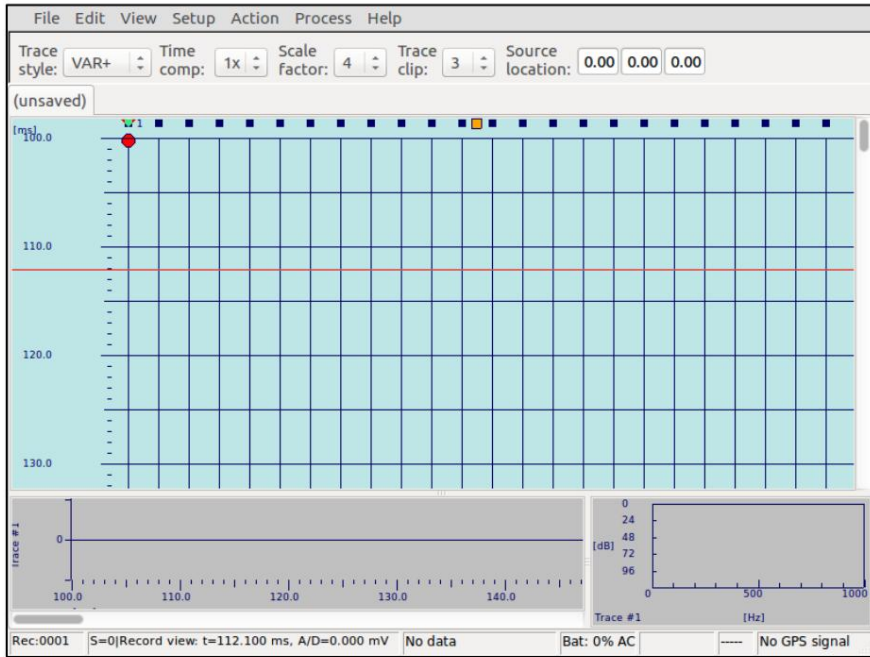 File Edit View Setup Action Process Help
Trace style: VAR+ Time comp: 1x Scale factor: 4 Trace clip: 3 Source location: 0.00 0.00 0.00
(unsaved)
[ms]
1
100.0
110.0
120.0
130.0
Trace #1
0
100.0 110.0 120.0 130.0 140.0
[dB]
0
24
48
72
96
0 500 1000
Trace #1 [Hz]
Rec:0001 S=0|Record view: t=112.100 ms, A/D=0.000 mV No data Bat: 0% AC ----- No GPS signal